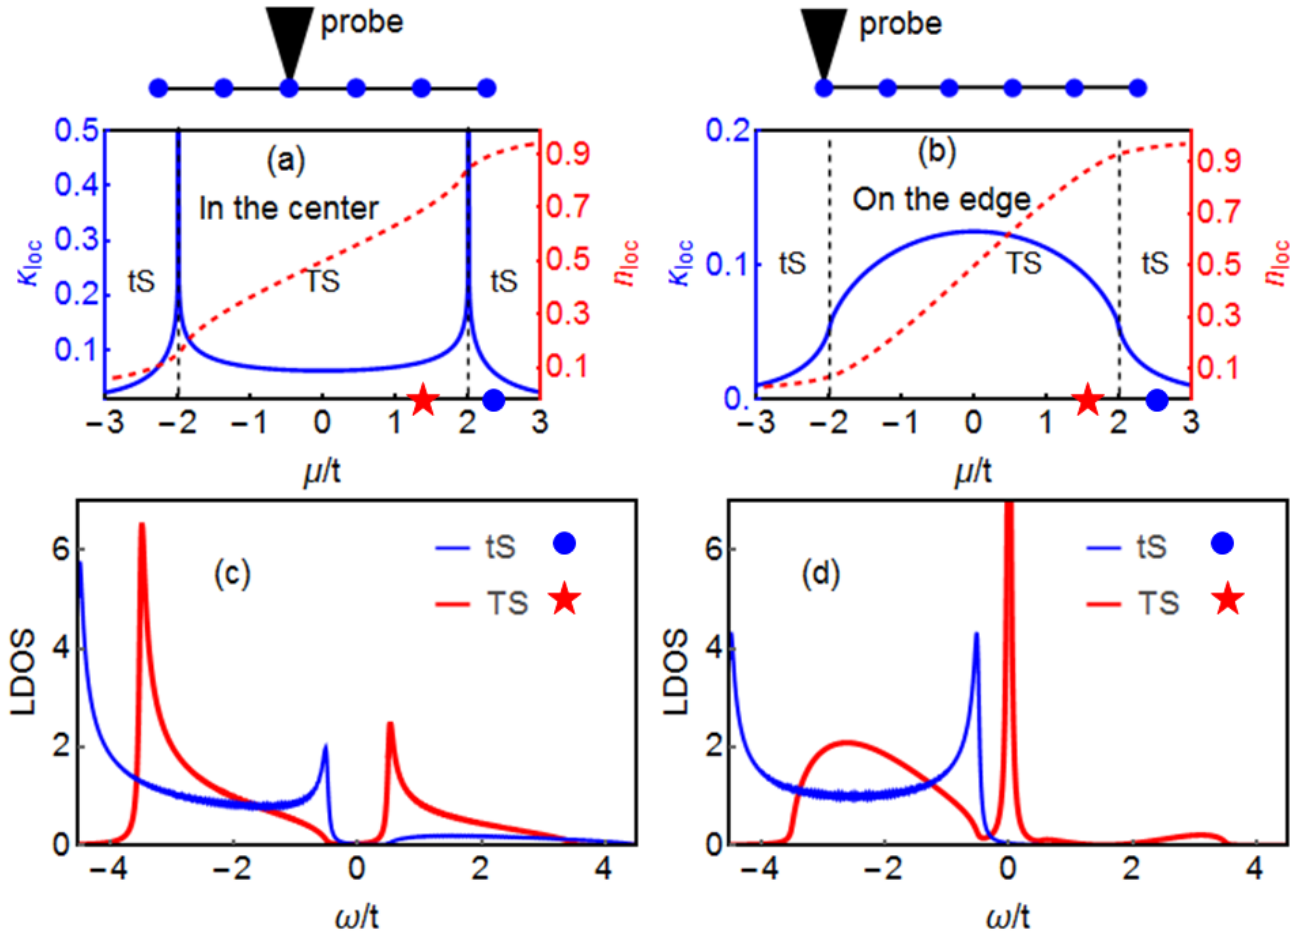 probe
probe
(a)
In the center
tS
TS
tS
0.5
0.4
0.3
0.2
0.1
κloc
0.9
0.7
0.5
0.3
0.1
nloc
−3 −2 −1 0 1 2 3
μ/t
(b)
On the edge
tS
TS
tS
0.2
0.1
0.
κloc
0.9
0.7
0.5
0.3
0.1
nloc
−3 −2 −1 0 1 2 3
μ/t
(c)
tS
TS
6
4
2
0
LDOS
−4 −2 0 2 4
ω/t
(d)
tS
TS
6
4
2
0
LDOS
−4 −2 0 2 4
ω/t